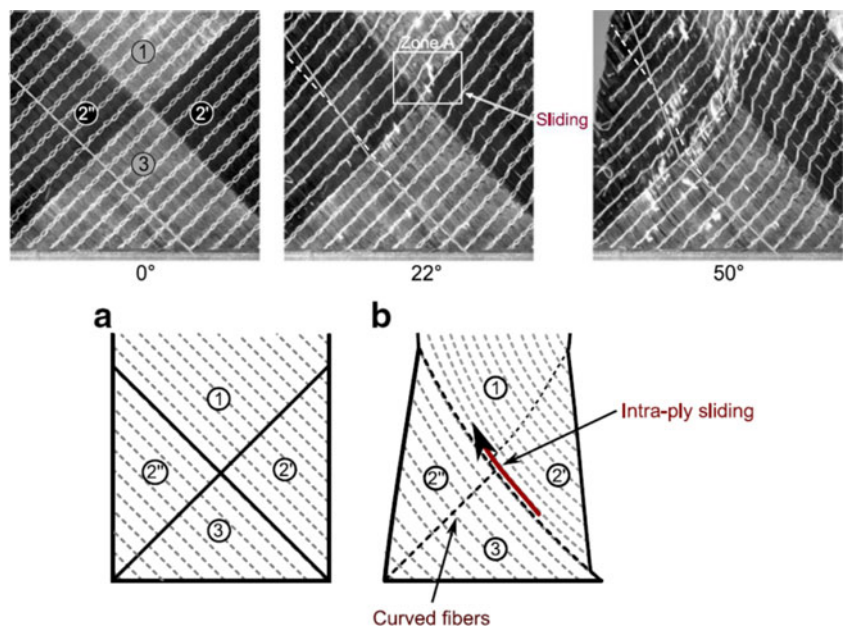 ①
2"
2'
③
Zone A
Sliding
0°
22°
50°
a
b
①
2"
2'
③
①
Intra-ply sliding
2"
2'
③
Curved fibers